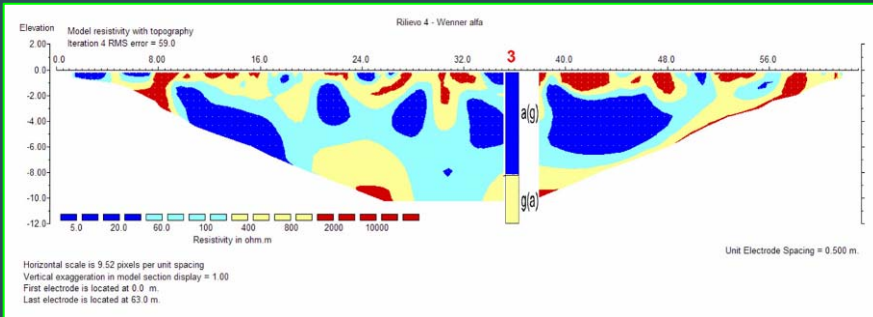 Rilievo 4 - Wenner alfa
Elevation
Model resistivity with topography
Iteration 4 RMS error = 59.0
3
0.0 8.00 16.0 24.0 32.0 40.0 48.0 56.0
2.00
0.0
-2.00
-4.00
-6.00
-8.00
-10.0
-12.0
a(g)
g(a)
5.0 20.0 60.0 100 400 800 2000 10000
Resistivity in ohm.m
Unit Electrode Spacing = 0.500 m.
Horizontal scale is 9.52 pixels per unit spacing
Vertical exaggeration in model section display = 1.00
First electrode is located at 0.0 m.
Last electrode is located at 63.0 m.